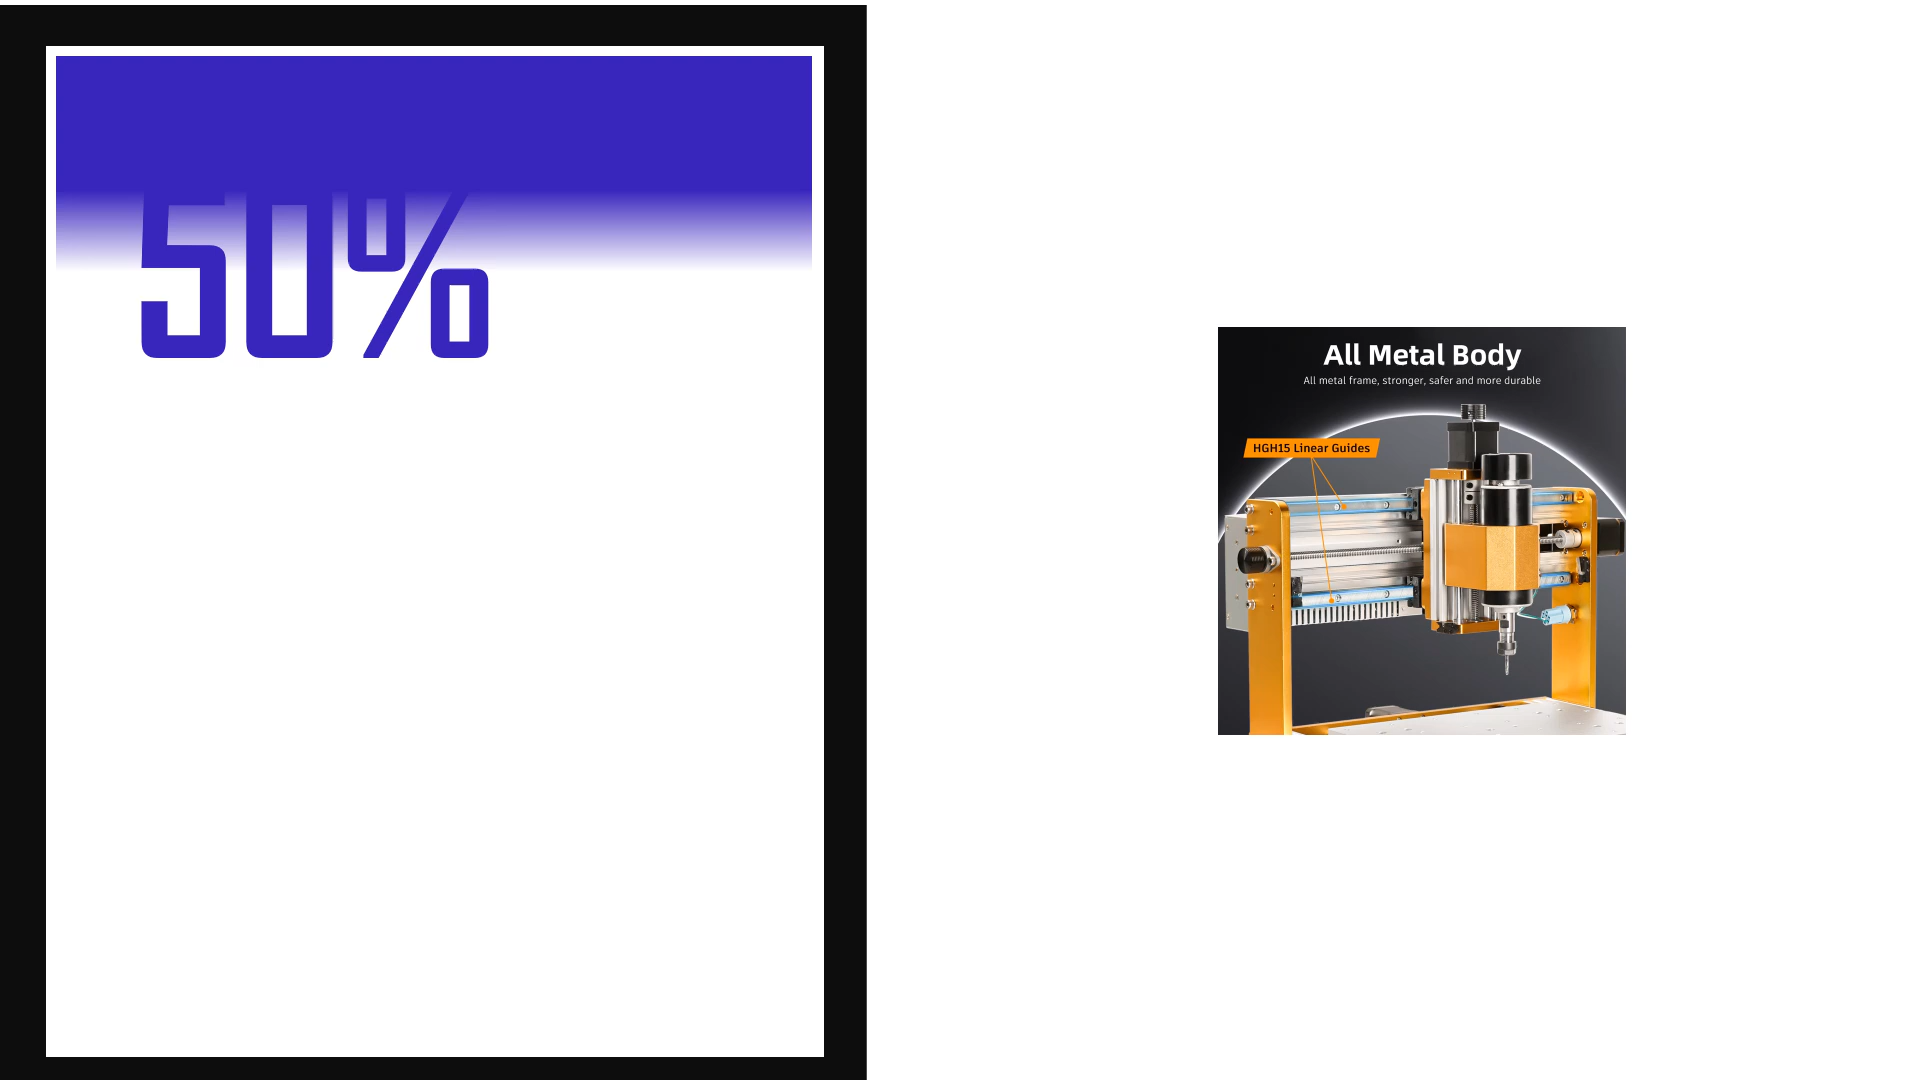 50%
All Metal Body
All metal frame, stronger, safer and more durable
HGH15 Linear Guides